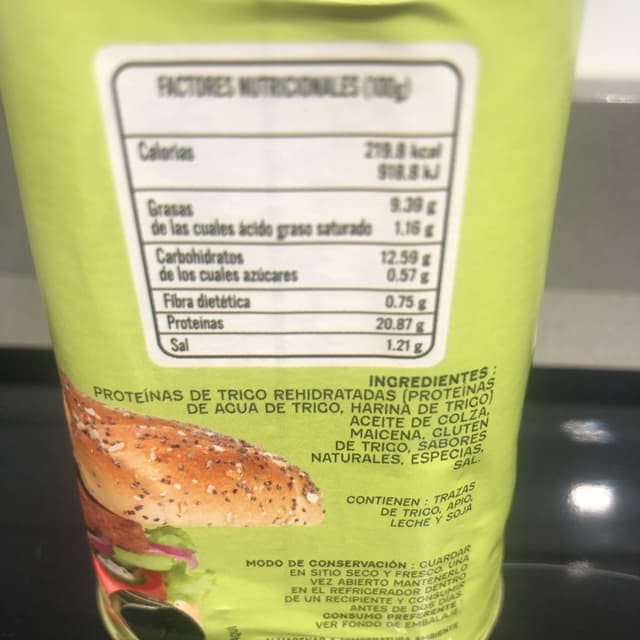 FACTORES NUTRICIONALES (100g)
Calorías 219.8 kcal
918.8 kJ
Grasas 9.39 g
de las cuales ácido graso saturado 1.16 g
Carbohidratos 12.59 g
de los cuales azúcares 0.57 g
Fibra dietética 0.75 g
Proteinas 20.87 g
Sal 1.21 g
INGREDIENTES :
PROTEÍNAS DE TRIGO REHIDRATADAS (PROTEÍNAS
DE AGUA DE TRIGO, HARINA DE TRIGO)
ACEITE DE COLZA,
MAICENA, GLUTEN
DE TRIGO, SABORES
NATURALES, ESPECIAS,
SAL.
CONTIENEN : TRAZAS
DE TRIGO, APIO,
LECHE Y SOJA
MODO DE CONSERVACIÓN : GUARDAR
EN SITIO SECO Y FRESCO. UNA
VEZ ABIERTO MANTENERLO
EN EL REFRICERADOR DENTRO
DE UN RECIPIENTE Y CONSUMIR
ANTES DE DOS DÍAS.
CONSUMO PREFERENTE :
VER FONDO DE EMBALAJE
ALMACENAR A TEMPERATURA AMBIENTE